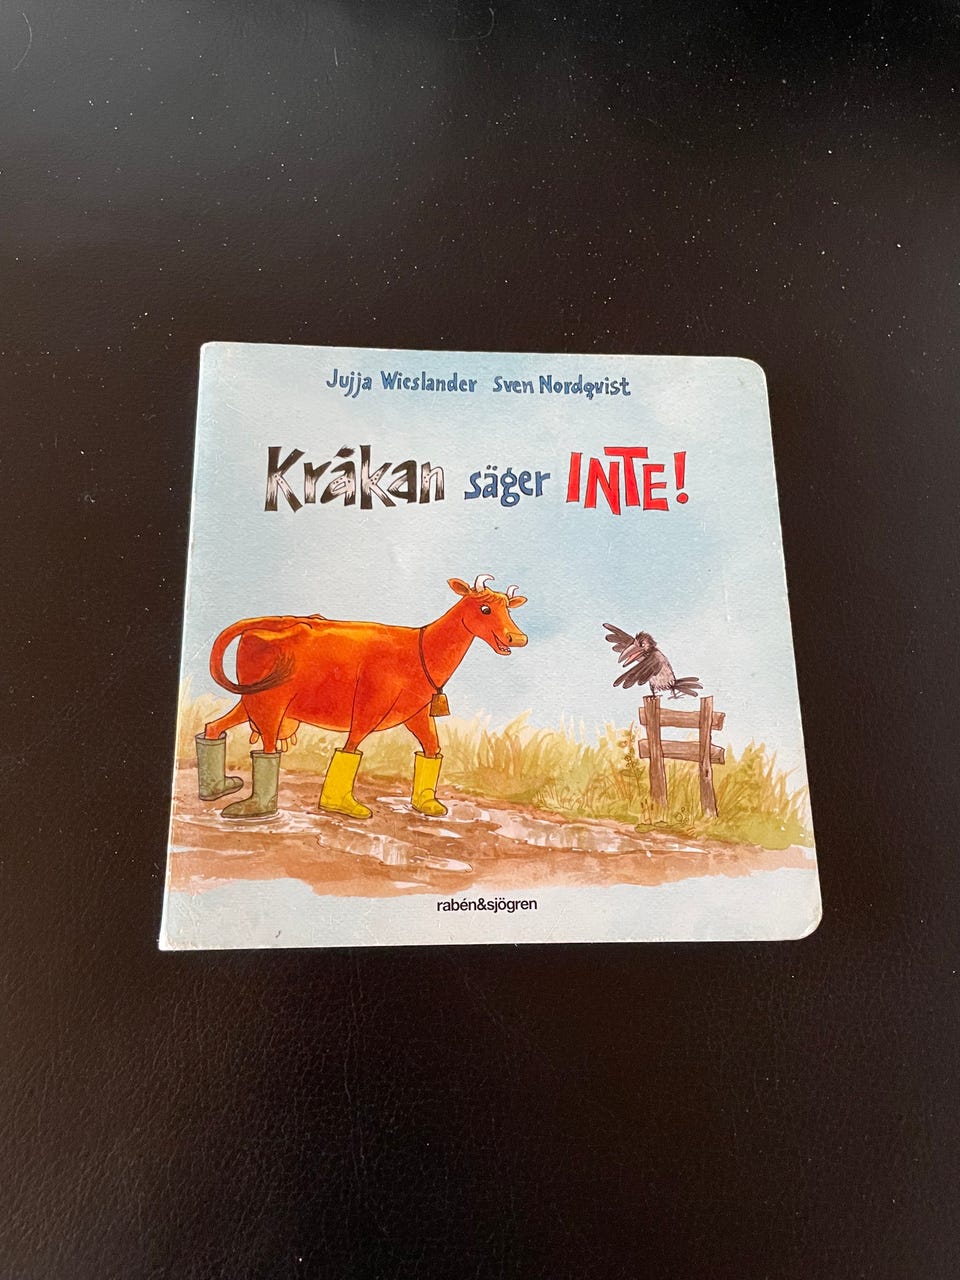 Jujja Wieslander Sven Nordqvist
Kråkan säger INTE!
rabén&sjögren